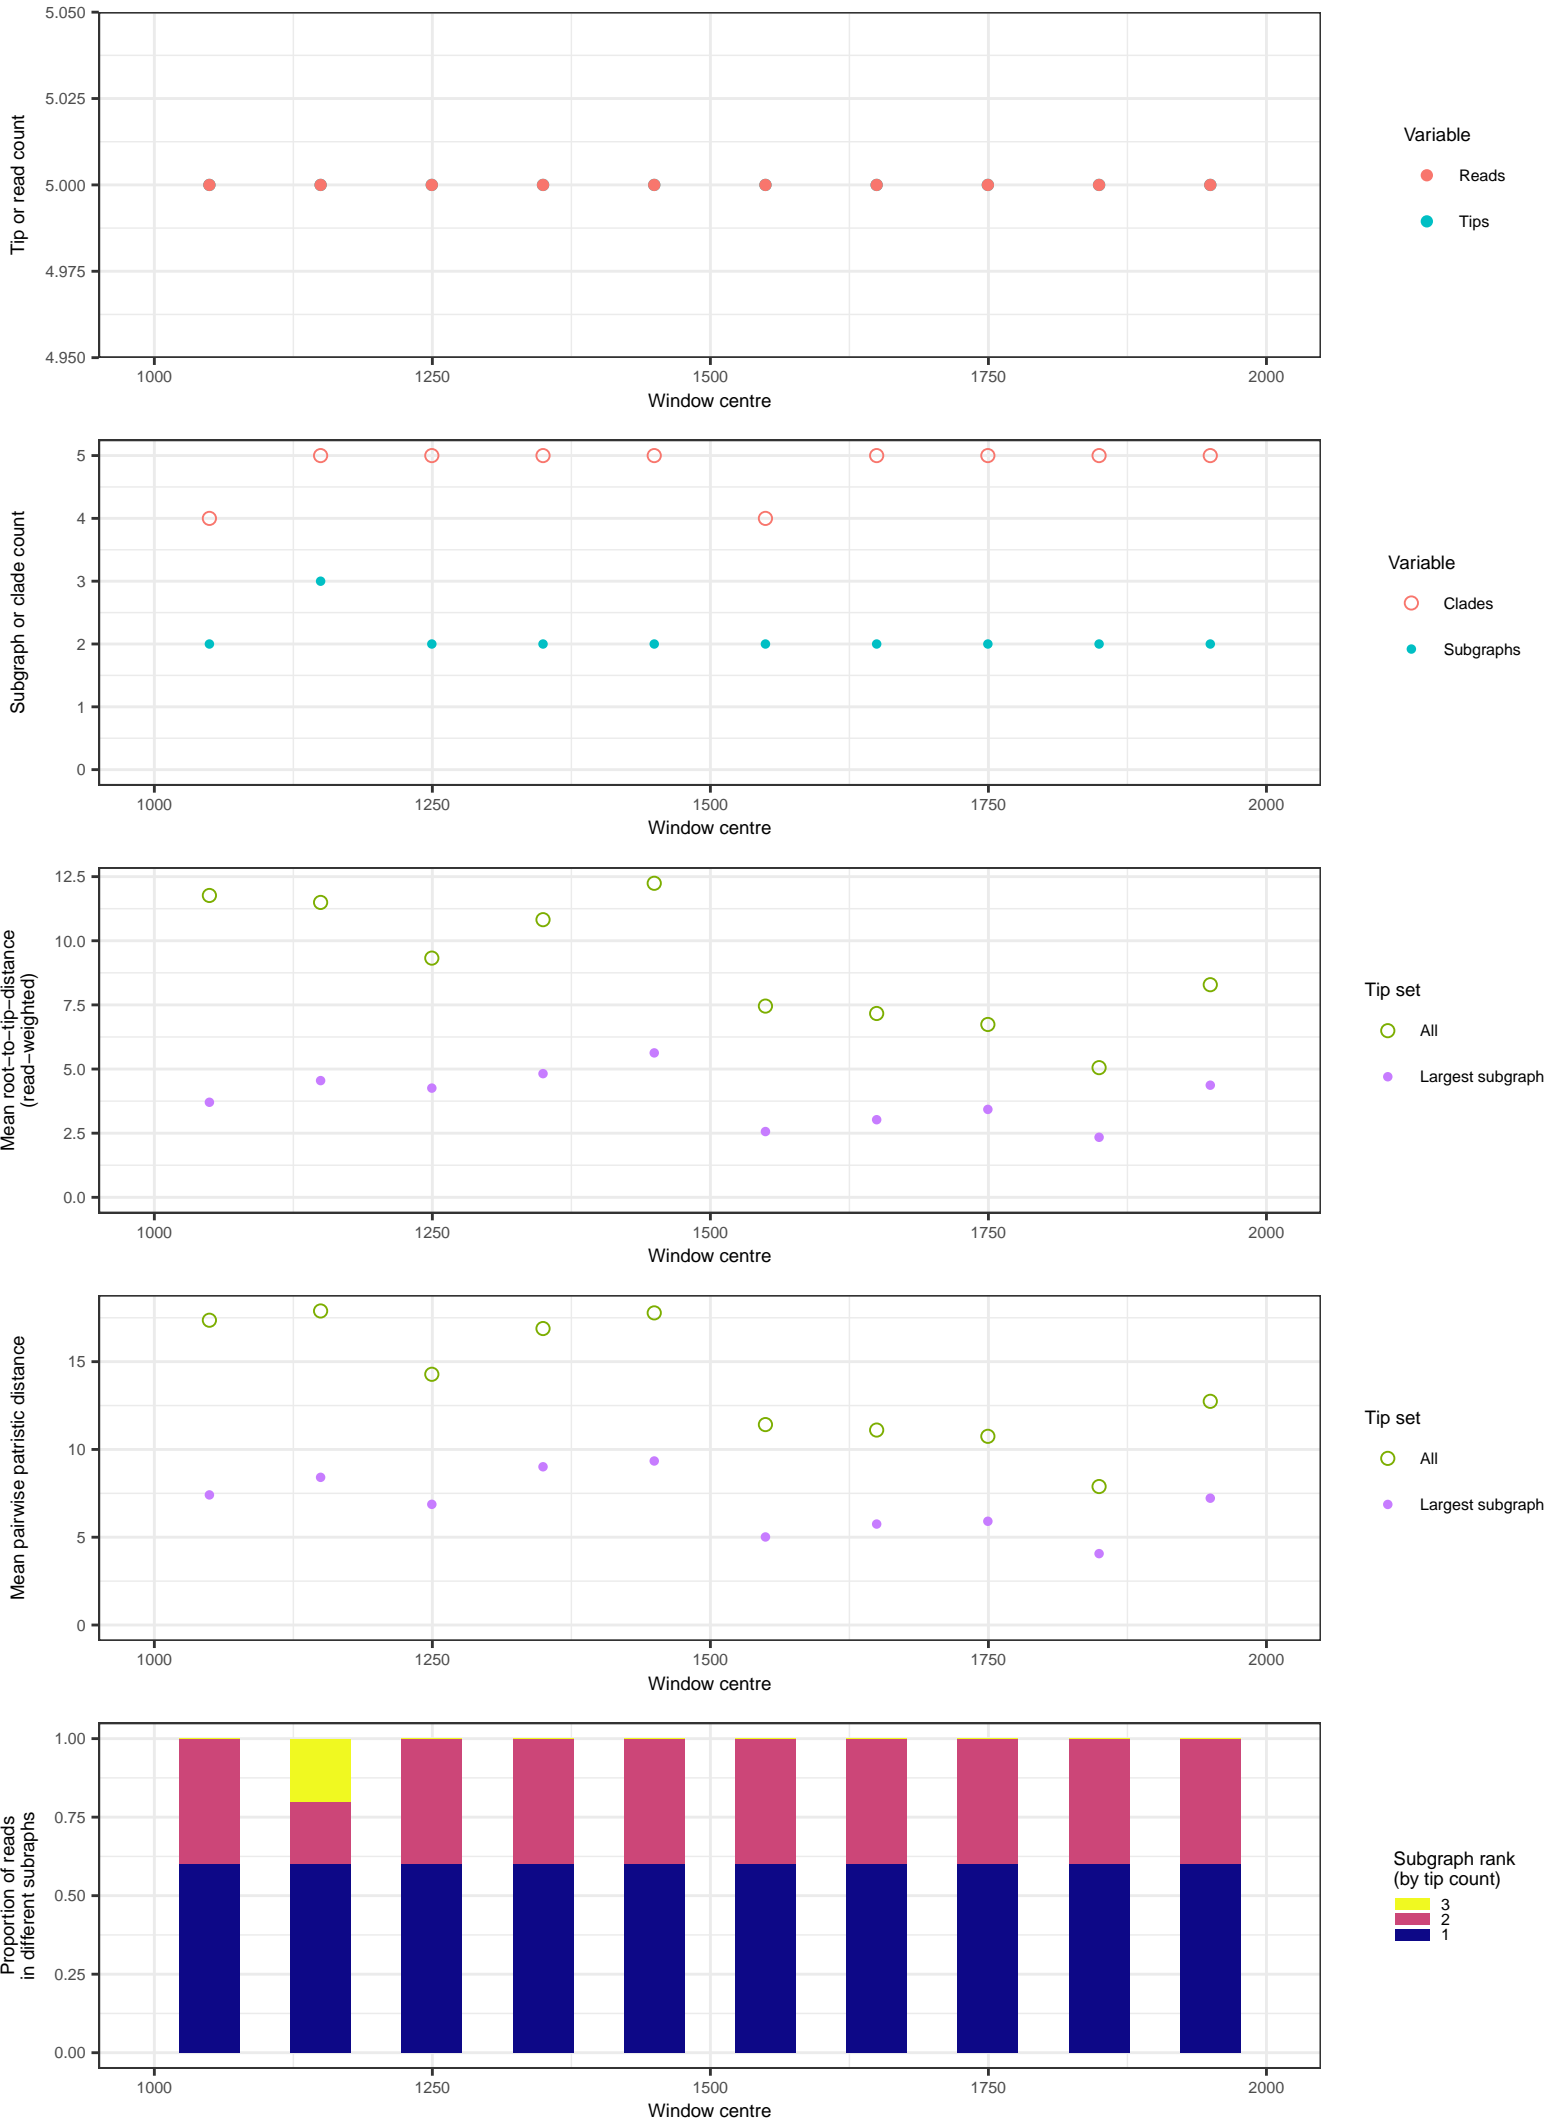 5.050
5.025
5.000
4.975
4.950
Tip or read count
1000 1250 1500 1750 2000
Window centre
Variable
Reads
Tips
5
4
3
2
1
0
Subgraph or clade count
1000 1250 1500 1750 2000
Window centre
Variable
Clades
Subgraphs
12.5
10.0
7.5
5.0
2.5
0.0
Mean root−to−tip−distance
(read−weighted)
1000 1250 1500 1750 2000
Window centre
Tip set
All
Largest subgraph
15
10
5
0
Mean pairwise patristic distance
1000 1250 1500 1750 2000
Window centre
Tip set
All
Largest subgraph
1.00
0.75
0.50
0.25
0.00
Proportion of reads
in different subraphs
1000 1250 1500 1750 2000
Window centre
Subgraph rank
(by tip count)
3
2
1